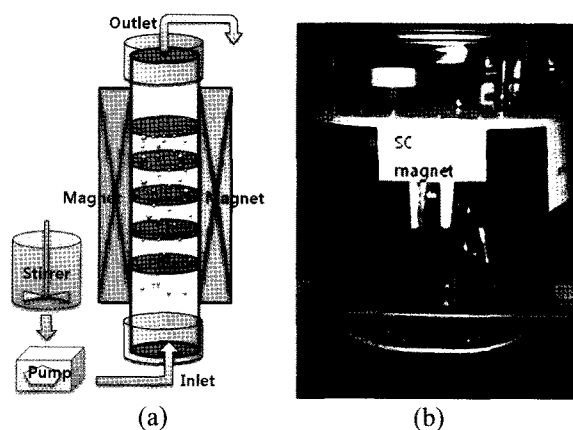 Outlet
Magnet
Magnet
Stirrer
Pump
Inlet
SC
magnet
(a)
(b)